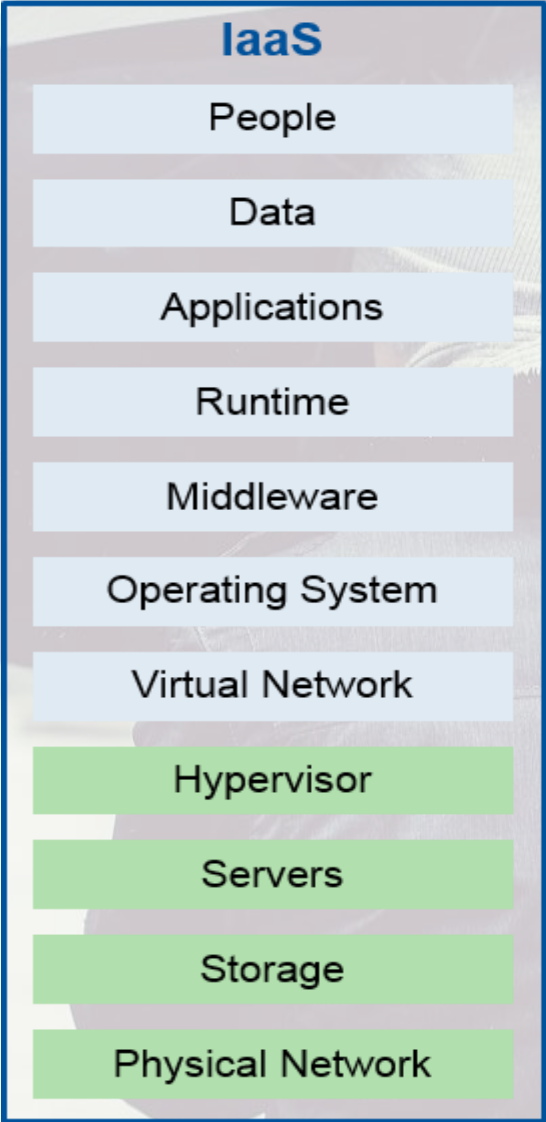 IaaS
People
Data
Applications
Runtime
Middleware
Operating System
Virtual Network
Hypervisor
Servers
Storage
Physical Network